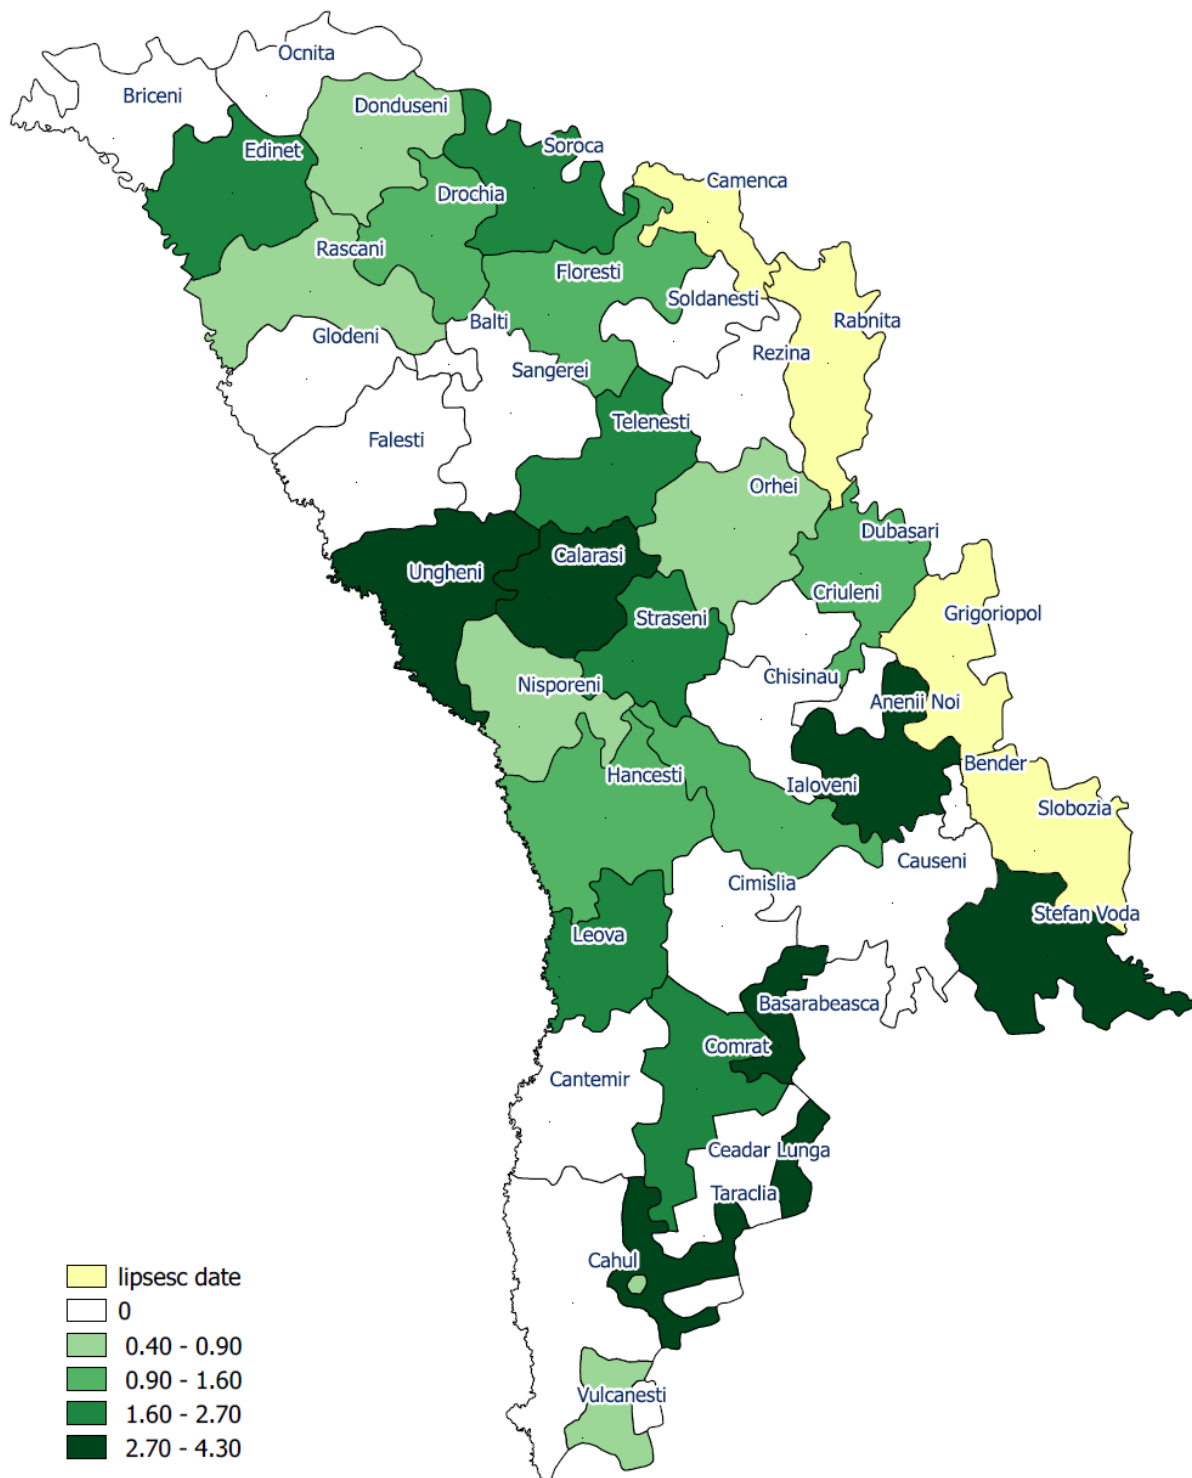 Ocnita
Briceni
Donduseni
Edinet
Soroca
Camenca
Drochia
Rascani
Floresti
Soldanesti
Rabnita
Balti
Glodeni
Rezina
Sangerei
Telenesti
Falesti
Orhei
Dubasari
Calarasi
Ungheni
Criuleni
Grigoriopol
Straseni
Chisinau
Nisporeni
Anenii Noi
Bender
Hancesti
Ialoveni
Slobozia
Causeni
Cimislia
Stefan Voda
Leova
Basarabeasca
Comrat
Cantemir
Ceadar Lunga
Taraclia
Cahul
Vulcanesti
lipsesc date
0
0.40 - 0.90
0.90 - 1.60
1.60 - 2.70
2.70 - 4.30